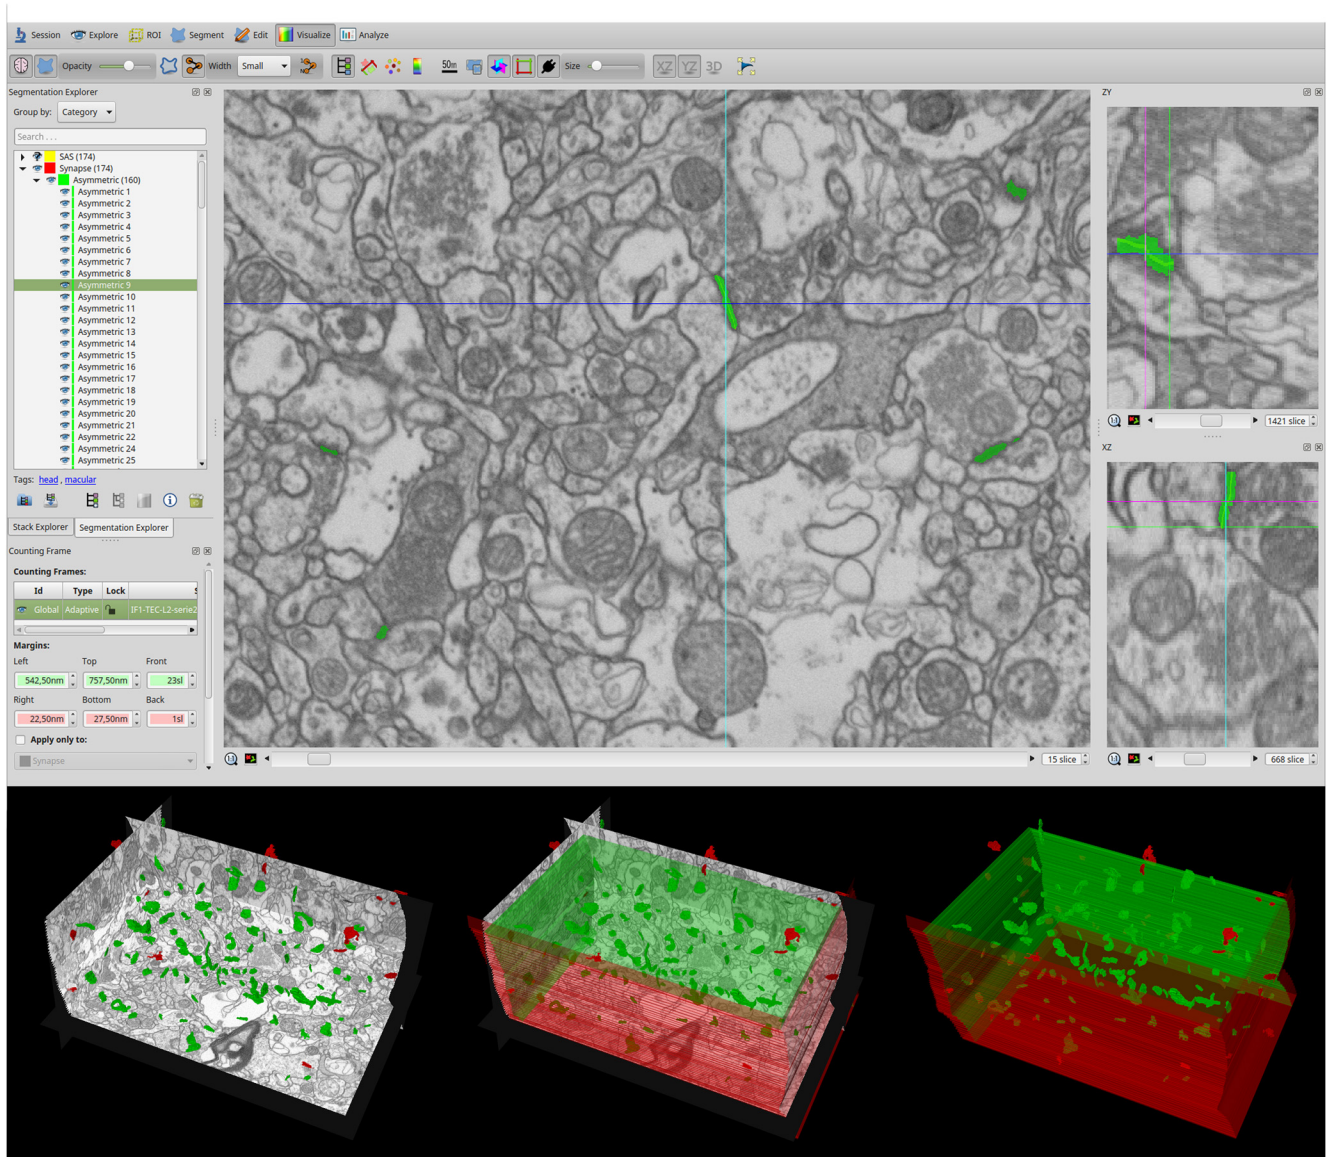 Session Explore ROI Segment Edit Visualize Analyze
Opacity Width Small 50nm Size XZ YZ 3D
Segmentation Explorer
Group by: Category
Search . . .
SAS (174)
Synapse (174)
Asymmetric (160)
Asymmetric 1
Asymmetric 2
Asymmetric 3
Asymmetric 4
Asymmetric 5
Asymmetric 6
Asymmetric 7
Asymmetric 8
Asymmetric 9
Asymmetric 10
Asymmetric 11
Asymmetric 12
Asymmetric 13
Asymmetric 14
Asymmetric 15
Asymmetric 16
Asymmetric 17
Asymmetric 18
Asymmetric 19
Asymmetric 20
Asymmetric 21
Asymmetric 22
Asymmetric 24
Asymmetric 25
Tags: head , macular
Stack Explorer Segmentation Explorer
Counting Frame
Counting Frames:
Id Type Lock
Global Adaptive IF1-TEC-L2-serie2
Margins:
Left Top Front
542,50nm 757,50nm 23sl
Right Bottom Back
22,50nm 27,50nm 1sl
Apply only to:
Synapse
15 slice
ZY
1421 slice
XZ
668 slice